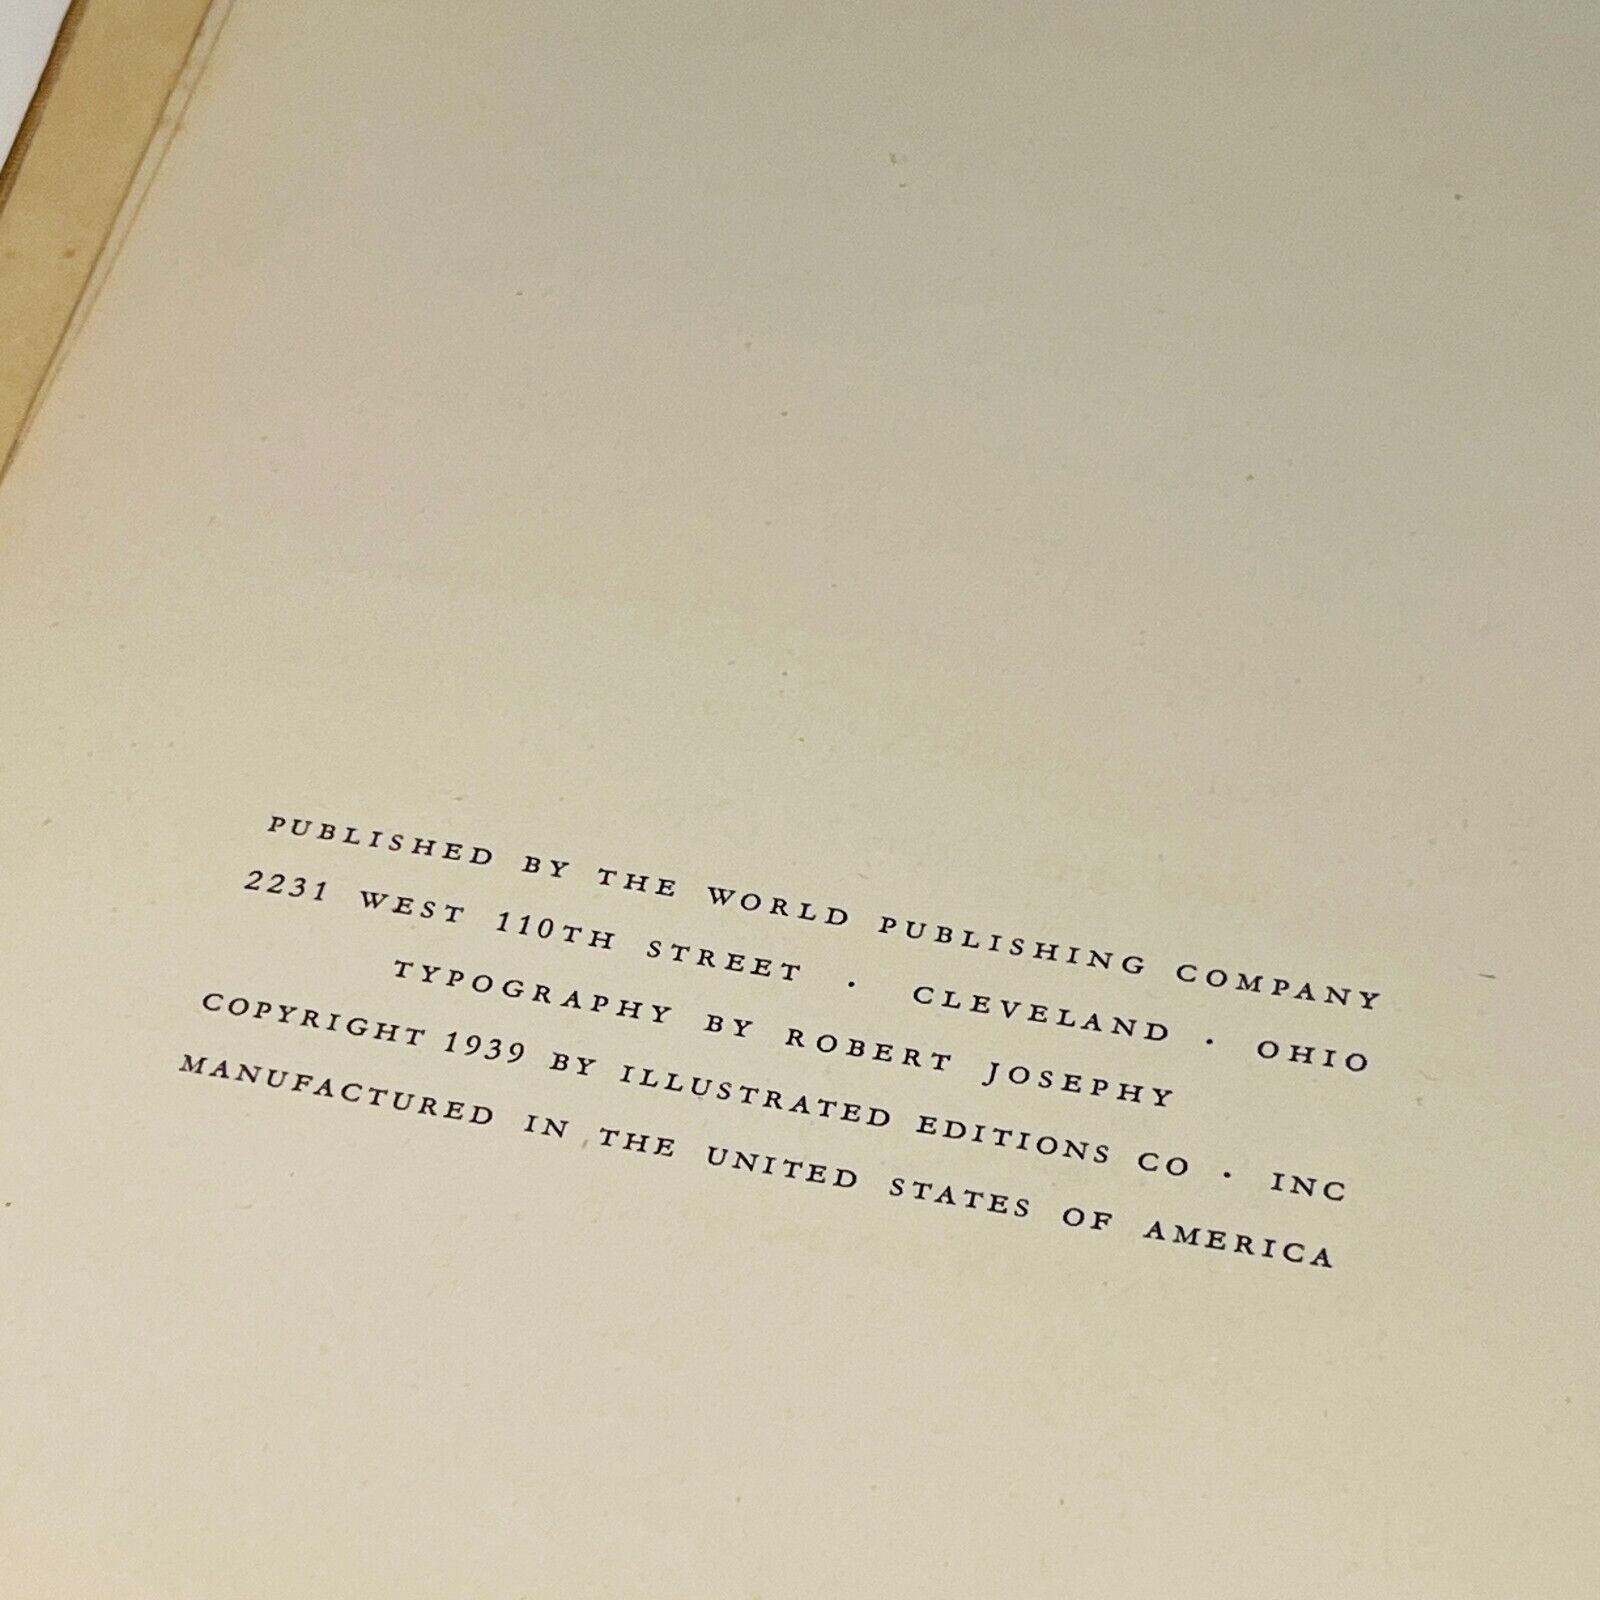 PUBLISHED BY THE WORLD PUBLISHING COMPANY
2231 WEST 110TH STREET · CLEVELAND · OHIO
TYPOGRAPHY BY ROBERT JOSEPHY
COPYRIGHT 1939 BY ILLUSTRATED EDITIONS CO · INC
MANUFACTURED IN THE UNITED STATES OF AMERICA